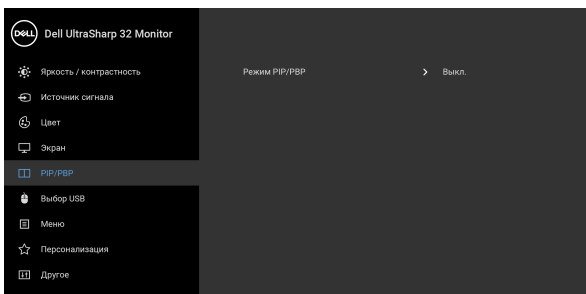 DELL Dell UltraSharp 32 Monitor
Яркость / контрастность
Режим PIP/PBP > Выкл.
Источник сигнала
Цвет
Экран
PIP/PBP
Выбор USB
Меню
Персонализация
Другое